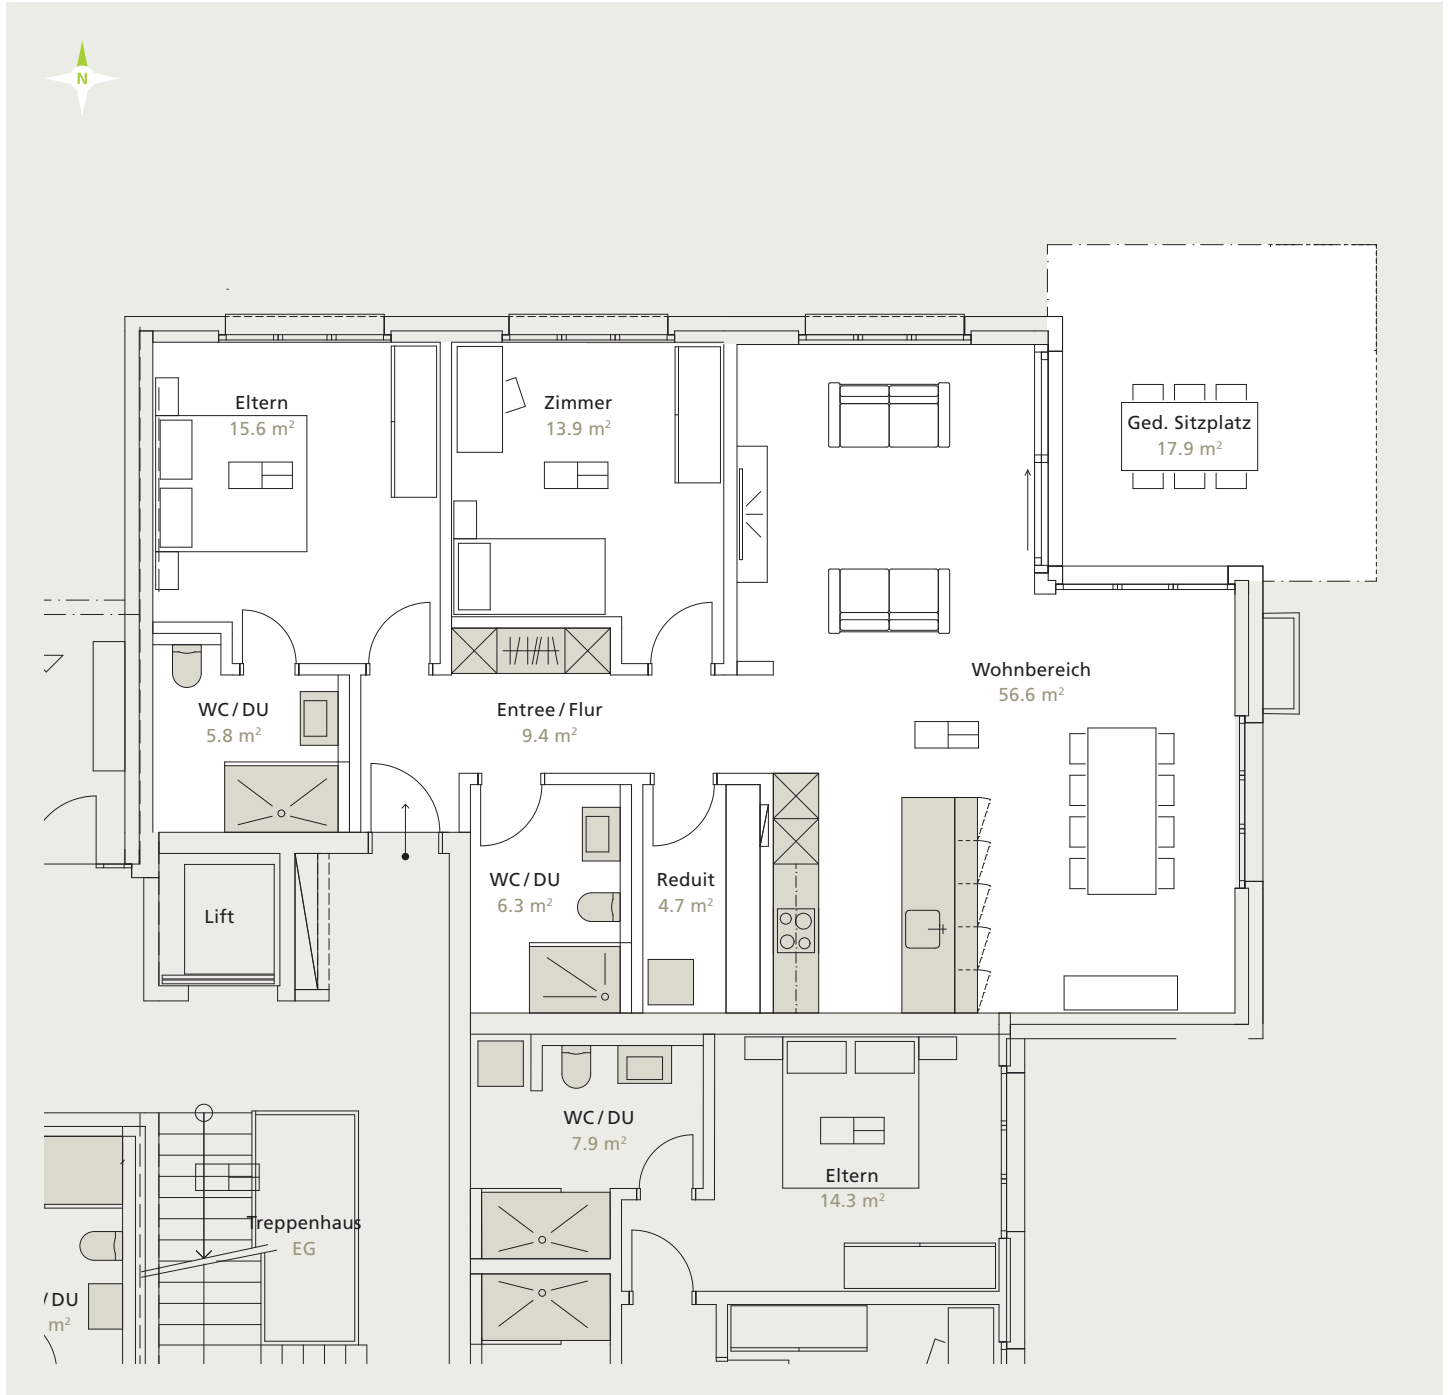 N
Eltern
15.6 m²
Zimmer
13.9 m²
Ged. Sitzplatz
17.9 m²
Wohnbereich
56.6 m²
WC/DU
5.8 m²
Entree/Flur
9.4 m²
WC/DU
6.3 m²
Reduit
4.7 m²
Lift
WC/DU
7.9 m²
Eltern
14.3 m²
Treppenhaus
EG
/DU
m²